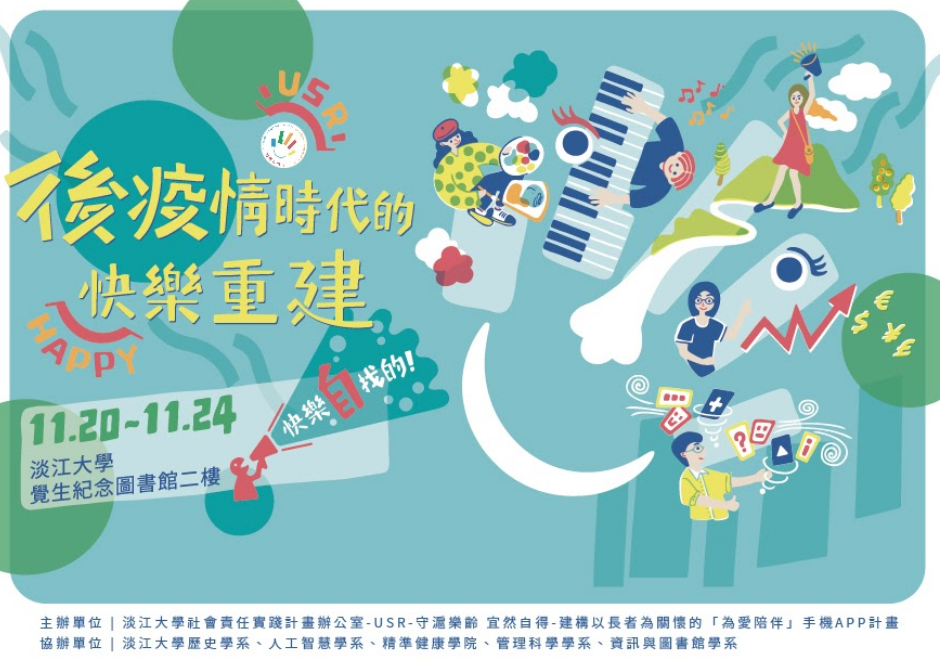 USR
後疫情時代的
快樂重建
HAPPY
快樂自找的!
11.20~11.24
淡江大學
覺生紀念圖書館二樓
主辦單位 | 淡江大學社會責任實踐計畫辦公室-USR-守滬樂齡 宜然自得-建構以長者為關懷的「為愛陪伴」手機APP計畫
協辦單位 | 淡江大學歷史學系、人工智慧學系、精準健康學院、管理科學學系、資訊與圖書館學系